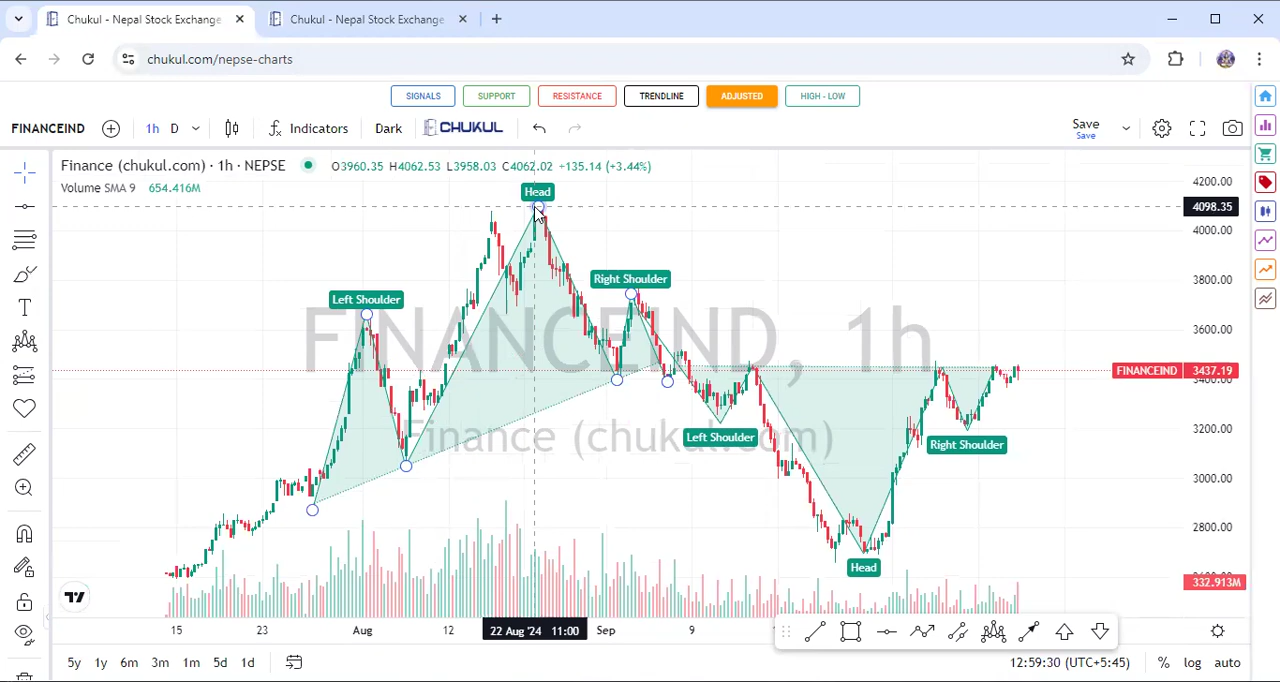 Chukul - Nepal Stock Exchange
Chukul - Nepal Stock Exchange
chukul.com/nepse-charts
SIGNALS
SUPPORT
RESISTANCE
TRENDLINE
ADJUSTED
HIGH - LOW
FINANCEIND
1h
D
Indicators
Dark
CHUKUL
Save
Save
Finance (chukul.com) · 1h · NEPSE
O3960.35 H4062.53 L3958.03 C4062.02 +135.14 (+3.44%)
Volume SMA 9 654.416M
4200.00
Head
4098.35
4000.00
Right Shoulder
3800.00
Left Shoulder
3600.00
FINANCEIND, 1h
FINANCEIND 3437.19
3400.00
3200.00
Finance (chukul.com)
Left Shoulder
Right Shoulder
3000.00
2800.00
Head
332.913M
15
23
Aug
12
22 Aug '24 11:00
Sep
9
5y
1y
6m
3m
1m
5d
1d
12:59:30 (UTC+5:45)
%
log
auto